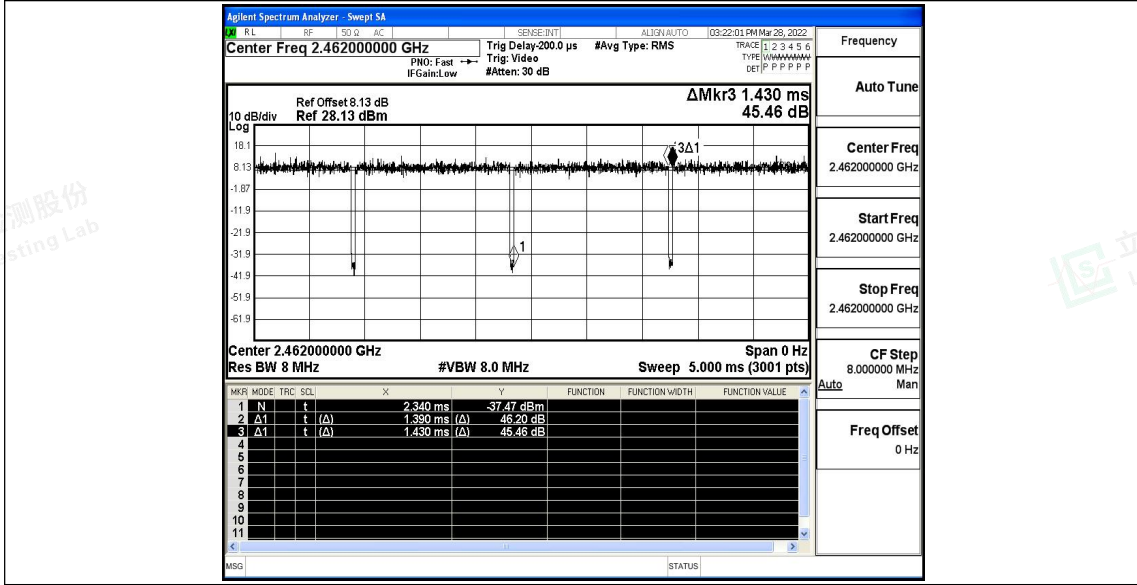 Agilent Spectrum Analyzer - Swept SA
RL RF 50 Ω AC SENSE:INT ALIGN AUTO 03:22:01 PM Mar 28, 2022
Center Freq 2.462000000 GHz
Trig Delay-200.0 µs #Avg Type: RMS
TRACE 1 2 3 4 5 6
PNO: Fast Trig: Video
TYPE
IFGain:Low #Atten: 30 dB
DET P P P P P P
Frequency
Auto Tune
Ref Offset 8.13 dB
ΔMkr3 1.430 ms
10 dB/div Ref 28.13 dBm
45.46 dB
Log
18.1
8.13
-1.87
-11.9
-21.9
-31.9
-41.9
-51.9
-61.9
3Δ1
1
Center 2.462000000 GHz Span 0 Hz
Res BW 8 MHz #VBW 8.0 MHz Sweep 5.000 ms (3001 pts)
MKR MODE TRC SCL X Y FUNCTION FUNCTION WIDTH FUNCTION VALUE
1 N t 2.340 ms -37.47 dBm
2 Δ1 t (Δ) 1.390 ms (Δ) 46.20 dB
3 Δ1 t (Δ) 1.430 ms (Δ) 45.46 dB
4
5
6
7
8
9
10
11
MSG STATUS
Center Freq
2.462000000 GHz
Start Freq
2.462000000 GHz
Stop Freq
2.462000000 GHz
CF Step
8.000000 MHz
Auto Man
Freq Offset
0 Hz
测股份
sting Lab
立